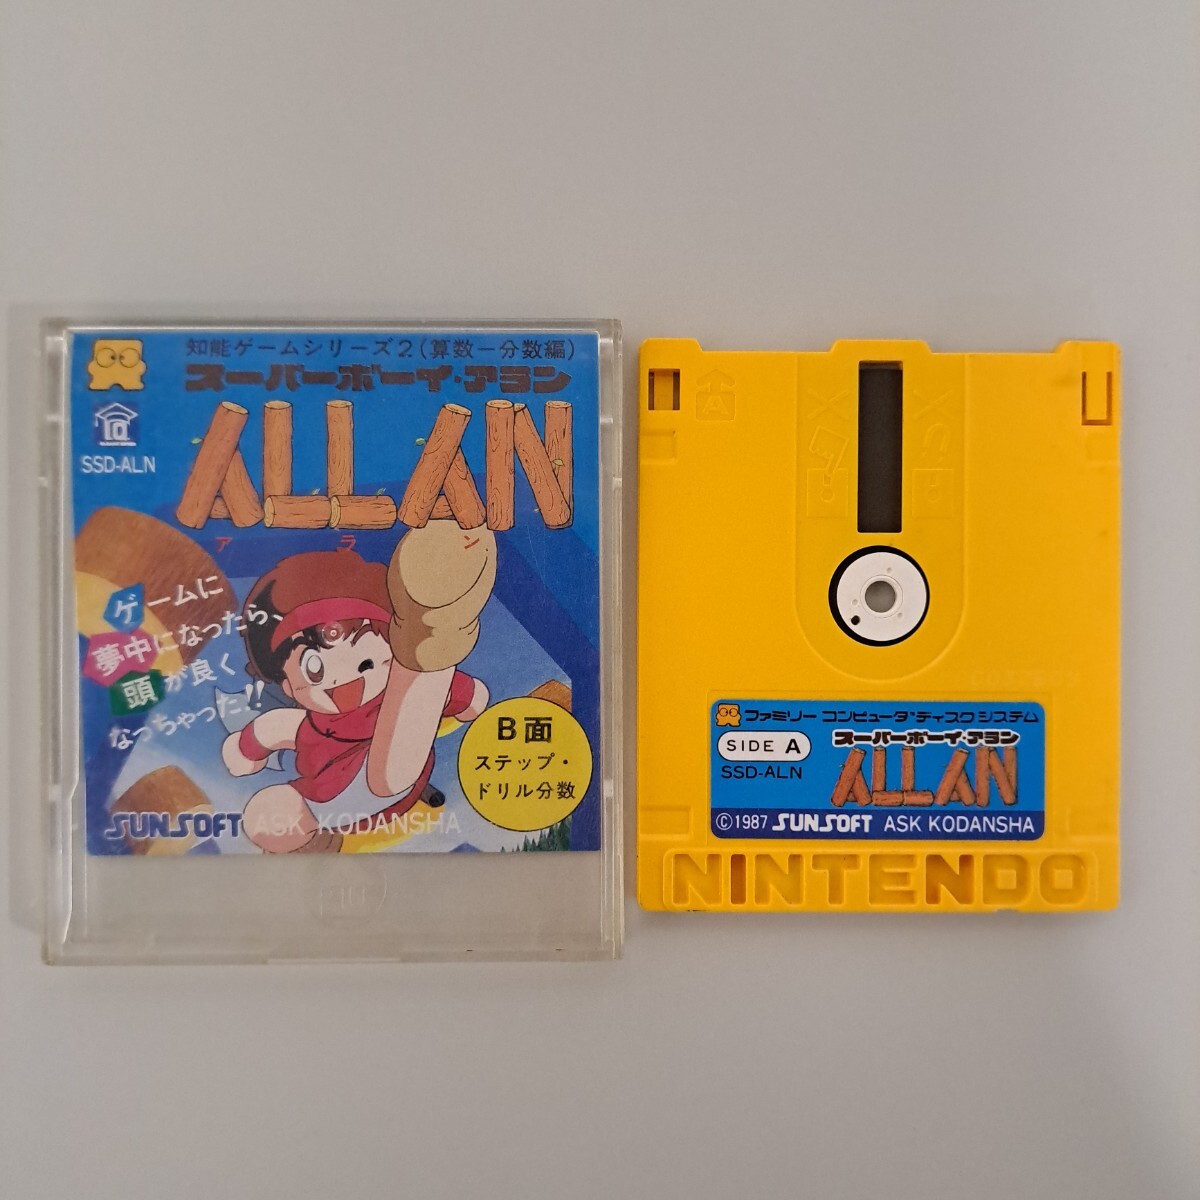 知能ゲームシリーズ2(算数ー分数編)
スーパーボーイ・アラン
IQ
SSD-ALN
ALLAN
アラン
ゲームに
夢中になったら、
頭が良く
なっちゃった!!
B面
ステップ・
ドリル分数
SUNSOFT ASK KODANSHA
A
ファミリー コンピュータ ディスクシステム
SIDE A
スーパーボーイ・アラン
SSD-ALN
ALLAN
©1987 SUNSOFT ASK KODANSHA
NINTENDO